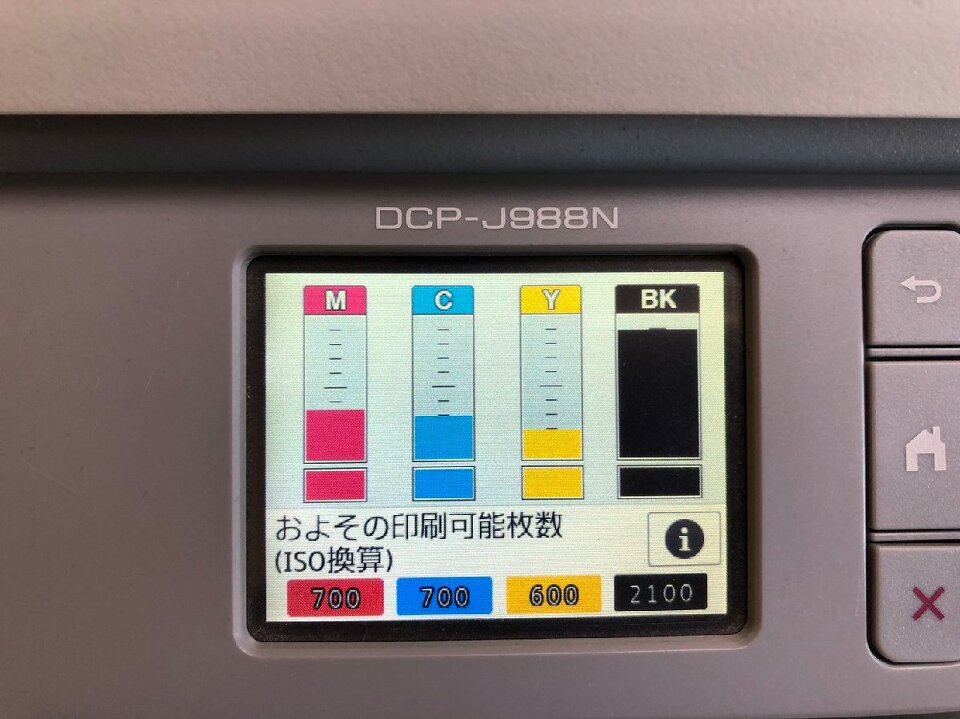 DCP-J988N
M C Y BK
およその印刷可能枚数
(ISO換算)
i
700 700 600 2100